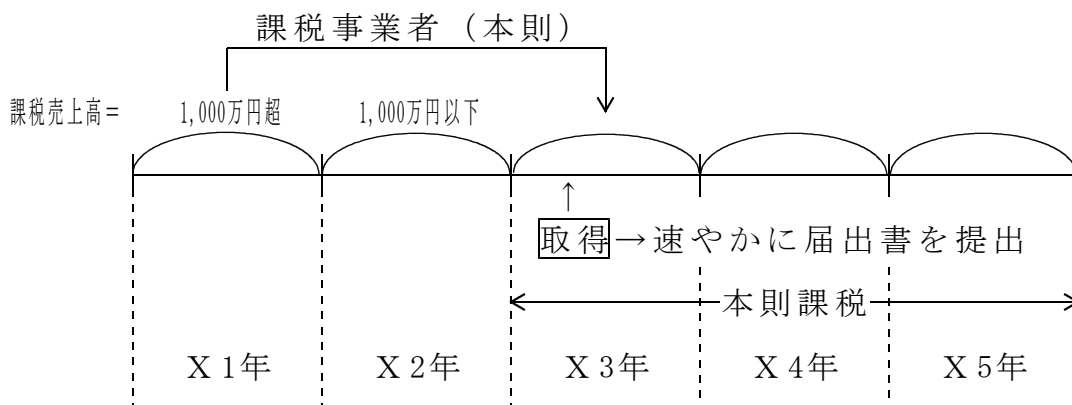 課税事業者（本則）
課税売上高＝ 1,000万円超 1,000万円以下
↑
取得→速やかに届出書を提出
本則課税
X1年 X2年 X3年 X4年 X5年